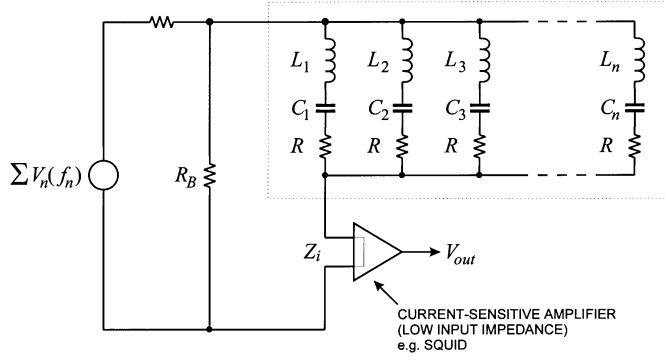 L1 L2 L3 Ln
C1 C2 C3 Cn
R R R R
∑Vn(fn) RB
Zi Vout
CURRENT-SENSITIVE AMPLIFIER
(LOW INPUT IMPEDANCE)
e.g. SQUID